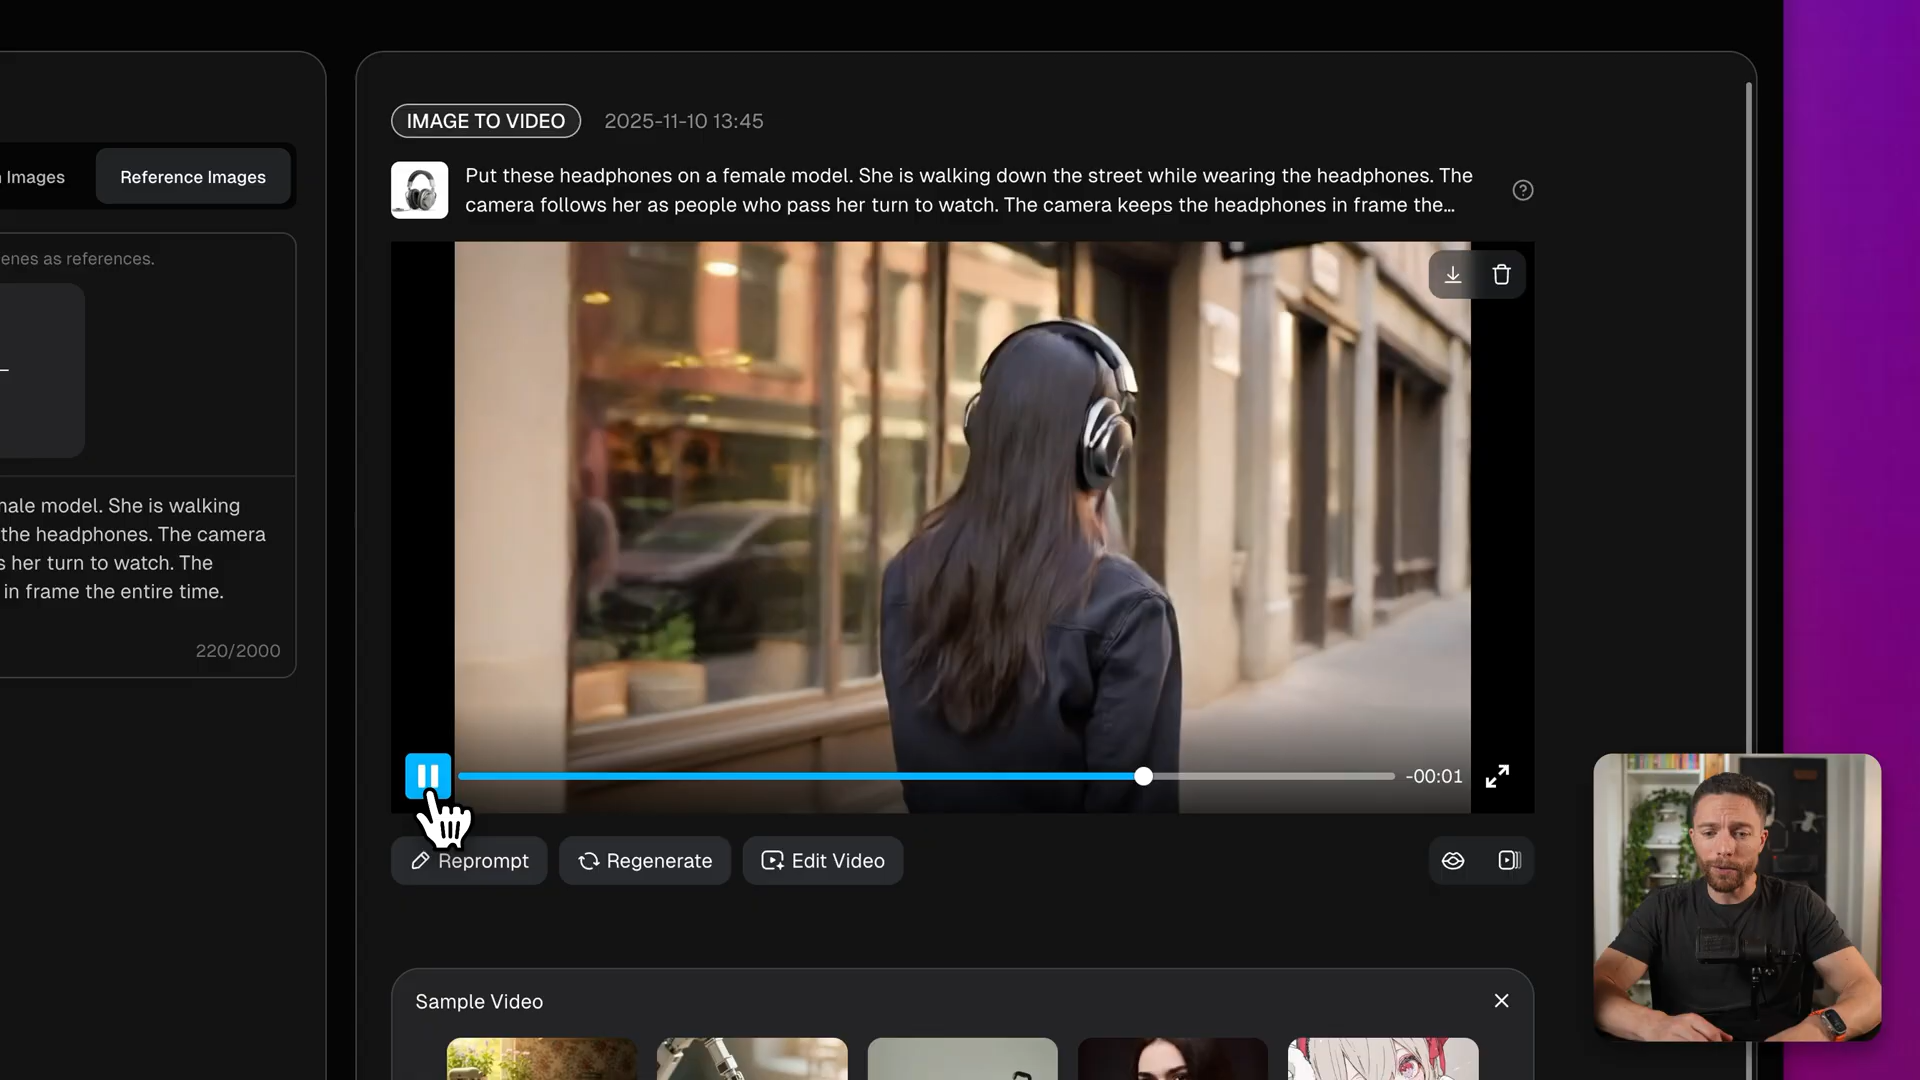 Images
Reference Images
enes as references.
nale model. She is walking
the headphones. The camera
s her turn to watch. The
in frame the entire time.
220/2000
IMAGE TO VIDEO
2025-11-10 13:45
Put these headphones on a female model. She is walking down the street while wearing the headphones. The
camera follows her as people who pass her turn to watch. The camera keeps the headphones in frame the...
-00:01
Reprompt
Regenerate
Edit Video
Sample Video